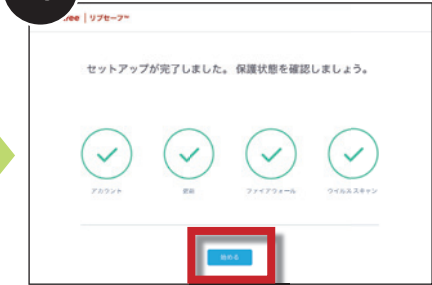 ree | リブセーフ™
セットアップが完了しました。 保護状態を確認しましょう。
アカウント 更新 ファイアウォール ウイルススキャン
始める